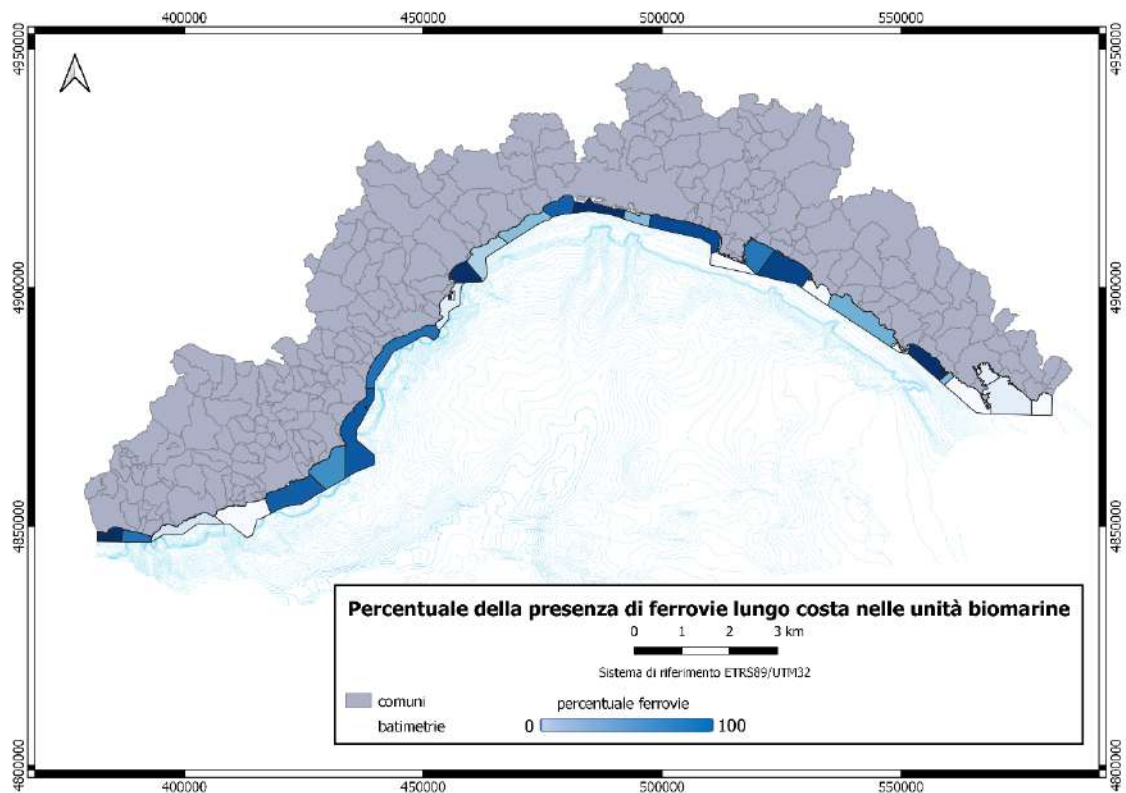 400000 450000 500000 550000
4950000 4950000
4900000 4900000
4850000 4850000
Percentuale della presenza di ferrovie lungo costa nelle unità biomarine
0 1 2 3 km
Sistema di riferimento ETRS89/UTM32
comuni percentuale ferrovie
batimetrie 0 100
4800000 4800000
400000 450000 500000 550000